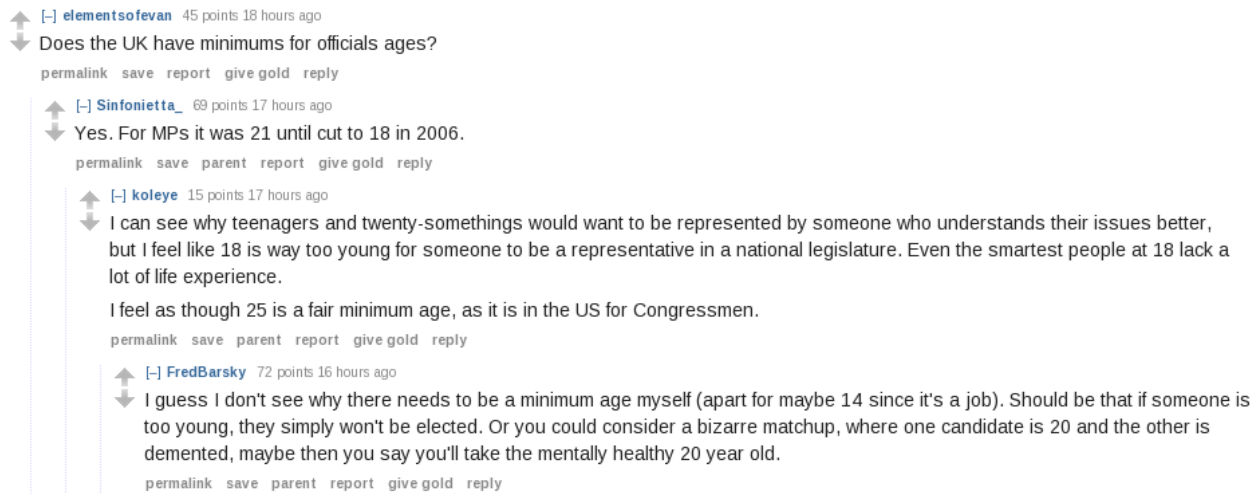 [–] elementsofevan 45 points 18 hours ago
Does the UK have minimums for officials ages?
permalink save report give gold reply
[–] Sinfonietta_ 69 points 17 hours ago
Yes. For MPs it was 21 until cut to 18 in 2006.
permalink save parent report give gold reply
[–] koleye 15 points 17 hours ago
I can see why teenagers and twenty-somethings would want to be represented by someone who understands their issues better,
but I feel like 18 is way too young for someone to be a representative in a national legislature. Even the smartest people at 18 lack a
lot of life experience.
I feel as though 25 is a fair minimum age, as it is in the US for Congressmen.
permalink save parent report give gold reply
[–] FredBarsky 72 points 16 hours ago
I guess I don't see why there needs to be a minimum age myself (apart for maybe 14 since it's a job). Should be that if someone is
too young, they simply won't be elected. Or you could consider a bizarre matchup, where one candidate is 20 and the other is
demented, maybe then you say you'll take the mentally healthy 20 year old.
permalink save parent report give gold reply